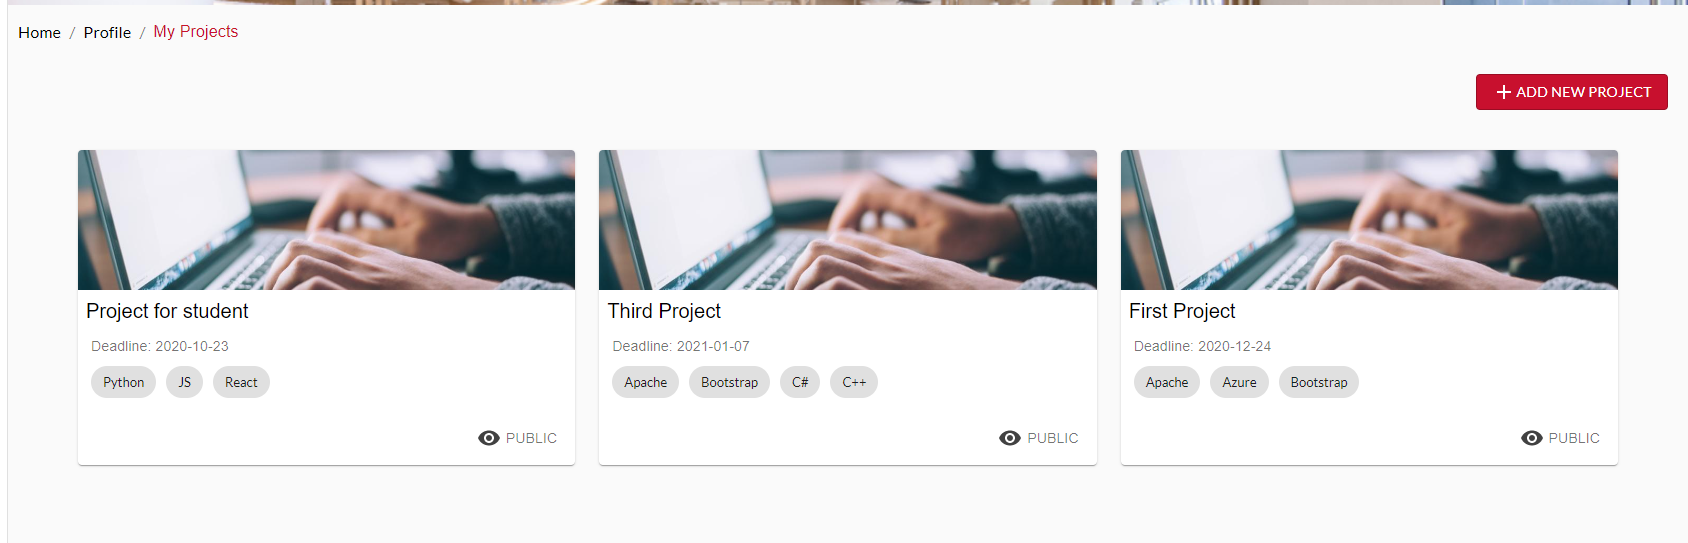 Home / Profile / My Projects
ADD NEW PROJECT
Project for student
Deadline: 2020-10-23
Python JS React
PUBLIC
Third Project
Deadline: 2021-01-07
Apache Bootstrap C# C++
PUBLIC
First Project
Deadline: 2020-12-24
Apache Azure Bootstrap
PUBLIC